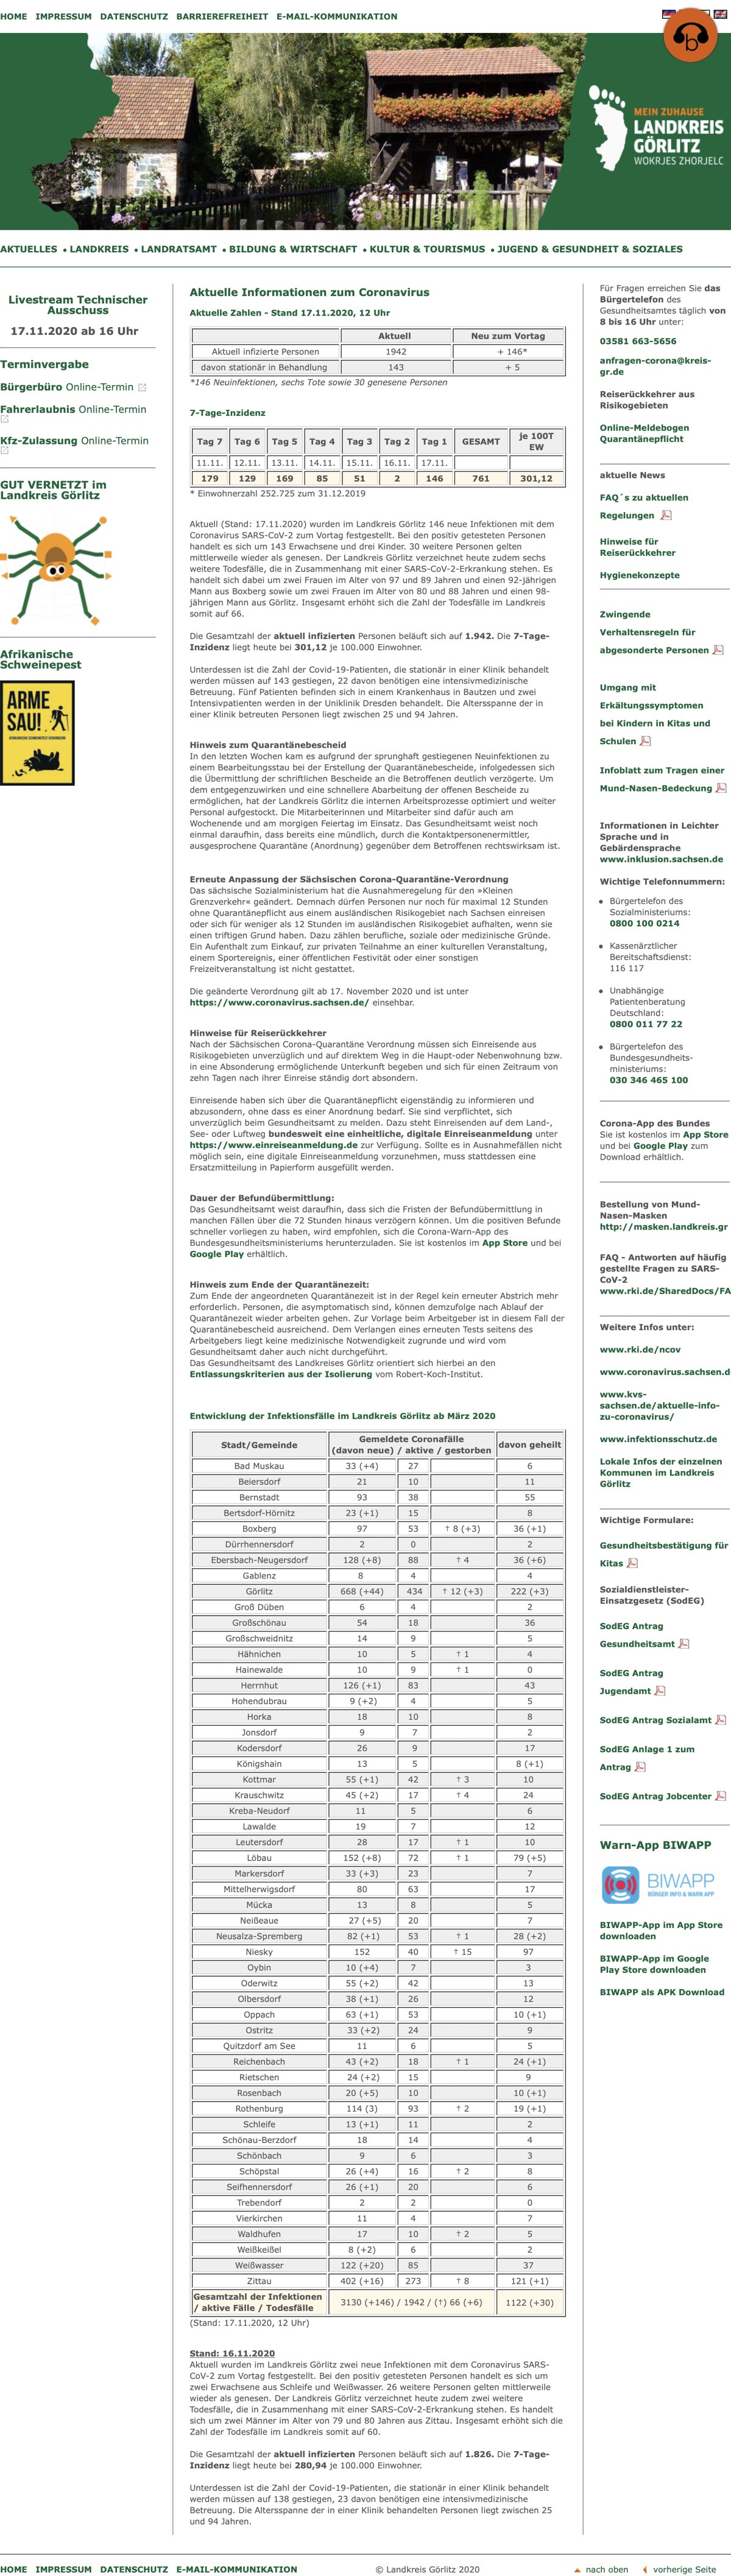 HOME IMPRESSUM DATENSCHUTZ BARRIEREFREIHEIT E-MAIL-KOMMUNIKATION
MEIN ZUHAUSE
LANDKREIS
GÖRLITZ
WOKRJES ZHORJELC
AKTUELLES • LANDKREIS • LANDRATSAMT • BILDUNG & WIRTSCHAFT • KULTUR & TOURISMUS • JUGEND & GESUNDHEIT & SOZIALES
Livestream Technischer
Ausschuss
17.11.2020 ab 16 Uhr
Terminvergabe
Bürgerbüro Online-Termin
Fahrerlaubnis Online-Termin
Kfz-Zulassung Online-Termin
GUT VERNETZT im
Landkreis Görlitz
Afrikanische
Schweinepest
ARME
SAU!
Aktuelle Informationen zum Coronavirus
Aktuelle Zahlen - Stand 17.11.2020, 12 Uhr
Aktuell Neu zum Vortag
Aktuell infizierte Personen 1942 + 146*
davon stationär in Behandlung 143 + 5
*146 Neuinfektionen, sechs Tote sowie 30 genesene Personen
7-Tage-Inzidenz
Tag 7 Tag 6 Tag 5 Tag 4 Tag 3 Tag 2 Tag 1 GESAMT je 100T
EW
11.11. 12.11. 13.11. 14.11. 15.11. 16.11. 17.11.
179 129 169 85 51 2 146 761 301,12
* Einwohnerzahl 252.725 zum 31.12.2019
Aktuell (Stand: 17.11.2020) wurden im Landkreis Görlitz 146 neue Infektionen mit dem
Coronavirus SARS-CoV-2 zum Vortag festgestellt. Bei den positiv getesteten Personen
handelt es sich um 143 Erwachsene und drei Kinder. 30 weitere Personen gelten
mittlerweile wieder als genesen. Der Landkreis Görlitz verzeichnet heute zudem sechs
weitere Todesfälle, die in Zusammenhang mit einer SARS-CoV-2-Erkrankung stehen. Es
handelt sich dabei um zwei Frauen im Alter von 97 und 89 Jahren und einen 92-jährigen
Mann aus Boxberg sowie um zwei Frauen im Alter von 80 und 88 Jahren und einen 98-
jährigen Mann aus Görlitz. Insgesamt erhöht sich die Zahl der Todesfälle im Landkreis
somit auf 66.
Die Gesamtzahl der aktuell infizierten Personen beläuft sich auf 1.942. Die 7-Tage-
Inzidenz liegt heute bei 301,12 je 100.000 Einwohner.
Unterdessen ist die Zahl der Covid-19-Patienten, die stationär in einer Klinik behandelt
werden müssen auf 143 gestiegen, 22 davon benötigen eine intensivmedizinische
Betreuung. Fünf Patienten befinden sich in einem Krankenhaus in Bautzen und zwei
Intensivpatienten werden in der Uniklinik Dresden behandelt. Die Altersspanne der in
einer Klinik betreuten Personen liegt zwischen 25 und 94 Jahren.
Hinweis zum Quarantänebescheid
In den letzten Wochen kam es aufgrund der sprunghaft gestiegenen Neuinfektionen zu
einem Bearbeitungsstau bei der Erstellung der Quarantänebescheide, infolgedessen sich
die Übermittlung der schriftlichen Bescheide an die Betroffenen deutlich verzögerte. Um
dem entgegenzuwirken und eine schnellere Abarbeitung der offenen Bescheide zu
ermöglichen, hat der Landkreis Görlitz die internen Arbeitsprozesse optimiert und weiter
Personal aufgestockt. Die Mitarbeiterinnen und Mitarbeiter sind dafür auch am
Wochenende und am morgigen Feiertag im Einsatz. Das Gesundheitsamt weist noch
einmal daraufhin, dass bereits eine mündlich, durch die Kontaktpersonenermittler,
ausgesprochene Quarantäne (Anordnung) gegenüber dem Betroffenen rechtswirksam ist.
Erneute Anpassung der Sächsischen Corona-Quarantäne-Verordnung
Das sächsische Sozialministerium hat die Ausnahmeregelung für den »Kleinen
Grenzverkehr« geändert. Demnach dürfen Personen nur noch für maximal 12 Stunden
ohne Quarantänepflicht aus einem ausländischen Risikogebiet nach Sachsen einreisen
oder sich für weniger als 12 Stunden im ausländischen Risikogebiet aufhalten, wenn sie
einen triftigen Grund haben. Dazu zählen berufliche, soziale oder medizinische Gründe.
Ein Aufenthalt zum Einkauf, zur privaten Teilnahme an einer kulturellen Veranstaltung,
einem Sportereignis, einer öffentlichen Festivität oder einer sonstigen
Freizeitveranstaltung ist nicht gestattet.
Die geänderte Verordnung gilt ab 17. November 2020 und ist unter
https://www.coronavirus.sachsen.de/ einsehbar.
Hinweise für Reiserückkehrer
Nach der Sächsischen Corona-Quarantäne Verordnung müssen sich Einreisende aus
Risikogebieten unverzüglich und auf direktem Weg in die Haupt-oder Nebenwohnung bzw.
in eine Absonderung ermöglichende Unterkunft begeben und sich für einen Zeitraum von
zehn Tagen nach ihrer Einreise ständig dort absondern.
Einreisende haben sich über die Quarantänepflicht eigenständig zu informieren und
abzusondern, ohne dass es einer Anordnung bedarf. Sie sind verpflichtet, sich
unverzüglich beim Gesundheitsamt zu melden. Dazu steht Einreisenden auf dem Land-,
See- oder Luftweg bundesweit eine einheitliche, digitale Einreiseanmeldung unter
https://www.einreiseanmeldung.de zur Verfügung. Sollte es in Ausnahmefällen nicht
möglich sein, eine digitale Einreiseanmeldung vorzunehmen, muss stattdessen eine
Ersatzmitteilung in Papierform ausgefüllt werden.
Dauer der Befundübermittlung:
Das Gesundheitsamt weist daraufhin, dass sich die Fristen der Befundübermittlung in
manchen Fällen über die 72 Stunden hinaus verzögern können. Um die positiven Befunde
schneller vorliegen zu haben, wird empfohlen, sich die Corona-Warn-App des
Bundesgesundheitsministeriums herunterzuladen. Sie ist kostenlos im App Store und bei
Google Play erhältlich.
Hinweis zum Ende der Quarantänezeit:
Zum Ende der angeordneten Quarantänezeit ist in der Regel kein erneuter Abstrich mehr
erforderlich. Personen, die asymptomatisch sind, können demzufolge nach Ablauf der
Quarantänezeit wieder arbeiten gehen. Zur Vorlage beim Arbeitgeber ist in diesem Fall der
Quarantänebescheid ausreichend. Dem Verlangen eines erneuten Tests seitens des
Arbeitgebers liegt keine medizinische Notwendigkeit zugrunde und wird vom
Gesundheitsamt daher auch nicht durchgeführt.
Das Gesundheitsamt des Landkreises Görlitz orientiert sich hierbei an den
Entlassungskriterien aus der Isolierung vom Robert-Koch-Institut.
Entwicklung der Infektionsfälle im Landkreis Görlitz ab März 2020
Stadt/Gemeinde Gemeldete Coronafälle
(davon neue) / aktive / gestorben davon geheilt
Bad Muskau 33 (+4) 27 6
Beiersdorf 21 10 11
Bernstadt 93 38 55
Bertsdorf-Hörnitz 23 (+1) 15 8
Boxberg 97 53 † 8 (+3) 36 (+1)
Dürrhennersdorf 2 0 2
Ebersbach-Neugersdorf 128 (+8) 88 † 4 36 (+6)
Gablenz 8 4 4
Görlitz 668 (+44) 434 † 12 (+3) 222 (+3)
Groß Düben 6 4 2
Großschönau 54 18 36
Großschweidnitz 14 9 5
Hähnichen 10 5 † 1 4
Hainewalde 10 9 † 1 0
Herrnhut 126 (+1) 83 43
Hohendubrau 9 (+2) 4 5
Horka 18 10 8
Jonsdorf 9 7 2
Kodersdorf 26 9 17
Königshain 13 5 8 (+1)
Kottmar 55 (+1) 42 † 3 10
Krauschwitz 45 (+2) 17 † 4 24
Kreba-Neudorf 11 5 6
Lawalde 19 7 12
Leutersdorf 28 17 † 1 10
Löbau 152 (+8) 72 † 1 79 (+5)
Markersdorf 33 (+3) 23 7
Mittelherwigsdorf 80 63 17
Mücka 13 8 5
Neißeaue 27 (+5) 20 7
Neusalza-Spremberg 82 (+1) 53 † 1 28 (+2)
Niesky 152 40 † 15 97
Oybin 10 (+4) 7 3
Oderwitz 55 (+2) 42 13
Olbersdorf 38 (+1) 26 12
Oppach 63 (+1) 53 10 (+1)
Ostritz 33 (+2) 24 9
Quitzdorf am See 11 6 5
Reichenbach 43 (+2) 18 † 1 24 (+1)
Rietschen 24 (+2) 15 9
Rosenbach 20 (+5) 10 10 (+1)
Rothenburg 114 (3) 93 † 2 19 (+1)
Schleife 13 (+1) 11 2
Schönau-Berzdorf 18 14 4
Schönbach 9 6 3
Schöpstal 26 (+4) 16 † 2 8
Seifhennersdorf 26 (+1) 20 6
Trebendorf 2 2 0
Vierkirchen 11 4 7
Waldhufen 17 10 † 2 5
Weißkeißel 8 (+2) 6 2
Weißwasser 122 (+20) 85 37
Zittau 402 (+16) 273 † 8 121 (+1)
Gesamtzahl der Infektionen
/ aktive Fälle / Todesfälle 3130 (+146) / 1942 / (†) 66 (+6) 1122 (+30)
(Stand: 17.11.2020, 12 Uhr)
Stand: 16.11.2020
Aktuell wurden im Landkreis Görlitz zwei neue Infektionen mit dem Coronavirus SARS-
CoV-2 zum Vortag festgestellt. Bei den positiv getesteten Personen handelt es sich um
zwei Erwachsene aus Schleife und Weißwasser. 26 weitere Personen gelten mittlerweile
wieder als genesen. Der Landkreis Görlitz verzeichnet heute zudem zwei weitere
Todesfälle, die in Zusammenhang mit einer SARS-CoV-2-Erkrankung stehen. Es handelt
sich um zwei Männer im Alter von 79 und 80 Jahren aus Zittau. Insgesamt erhöht sich die
Zahl der Todesfälle im Landkreis somit auf 60.
Die Gesamtzahl der aktuell infizierten Personen beläuft sich auf 1.826. Die 7-Tage-
Inzidenz liegt heute bei 280,94 je 100.000 Einwohner.
Unterdessen ist die Zahl der Covid-19-Patienten, die stationär in einer Klinik behandelt
werden müssen auf 138 gestiegen, 23 davon benötigen eine intensivmedizinische
Betreuung. Die Altersspanne der in einer Klinik behandelten Personen liegt zwischen 25
und 94 Jahren.
Für Fragen erreichen Sie das
Bürgertelefon des
Gesundheitsamtes täglich von
8 bis 16 Uhr unter:
03581 663-5656
anfragen-corona@kreis-
gr.de
Reiserückkehrer aus
Risikogebieten
Online-Meldebogen
Quarantänepflicht
aktuelle News
FAQ´s zu aktuellen
Regelungen
Hinweise für
Reiserückkehrer
Hygienekonzepte
Zwingende
Verhaltensregeln für
abgesonderte Personen
Umgang mit
Erkältungssymptomen
bei Kindern in Kitas und
Schulen
Infoblatt zum Tragen einer
Mund-Nasen-Bedeckung
Informationen in Leichter
Sprache und in
Gebärdensprache
www.inklusion.sachsen.de
Wichtige Telefonnummern:
• Bürgertelefon des
Sozialministeriums:
0800 100 0214
• Kassenärztlicher
Bereitschaftsdienst:
116 117
• Unabhängige
Patientenberatung
Deutschland:
0800 011 77 22
• Bürgertelefon des
Bundesgesundheits-
ministeriums:
030 346 465 100
Corona-App des Bundes
Sie ist kostenlos im App Store
und bei Google Play zum
Download erhältlich.
Bestellung von Mund-
Nasen-Masken
http://masken.landkreis.gr
FAQ - Antworten auf häufig
gestellte Fragen zu SARS-
CoV-2
www.rki.de/SharedDocs/FA
Weitere Infos unter:
www.rki.de/ncov
www.coronavirus.sachsen.d
www.kvs-
sachsen.de/aktuelle-info-
zu-coronavirus/
www.infektionsschutz.de
Lokale Infos der einzelnen
Kommunen im Landkreis
Görlitz
Wichtige Formulare:
Gesundheitsbestätigung für
Kitas
Sozialdienstleister-
Einsatzgesetz (SodEG)
SodEG Antrag
Gesundheitsamt
SodEG Antrag
Jugendamt
SodEG Antrag Sozialamt
SodEG Anlage 1 zum
Antrag
SodEG Antrag Jobcenter
Warn-App BIWAPP
BIWAPP
BÜRGER INFO & WARN APP
BIWAPP-App im App Store
downloaden
BIWAPP-App im Google
Play Store downloaden
BIWAPP als APK Download
HOME IMPRESSUM DATENSCHUTZ E-MAIL-KOMMUNIKATION © Landkreis Görlitz 2020 nach oben vorherige Seite